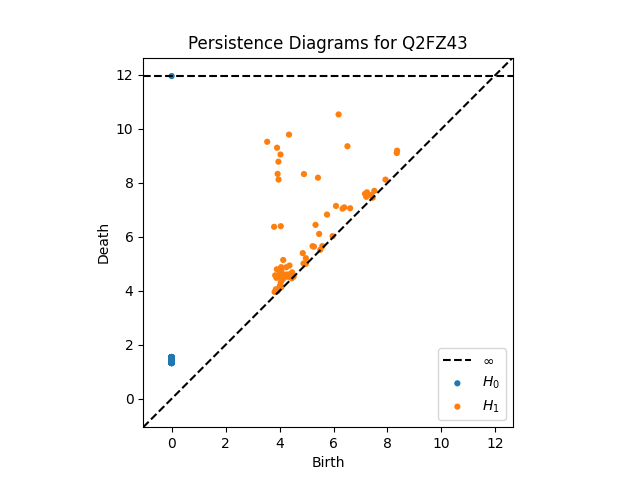 Persistence Diagrams for Q2FZ43
Death
12
10
8
6
4
2
0
∞
H₀
H₁
0 2 4 6 8 10 12
Birth